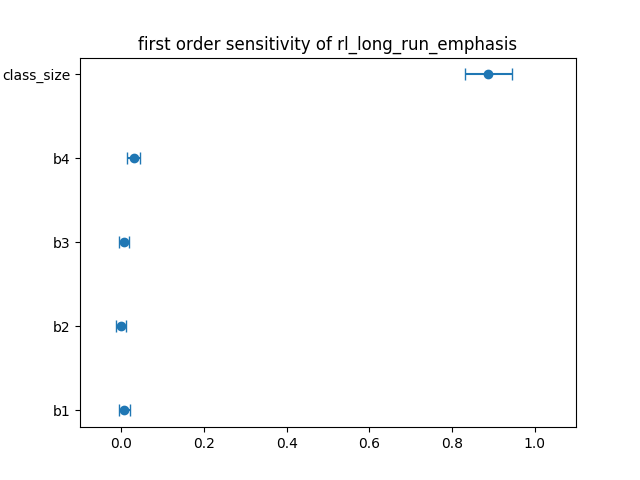 first order sensitivity of rl_long_run_emphasis
class_size
b4
b3
b2
b1
0.0 0.2 0.4 0.6 0.8 1.0